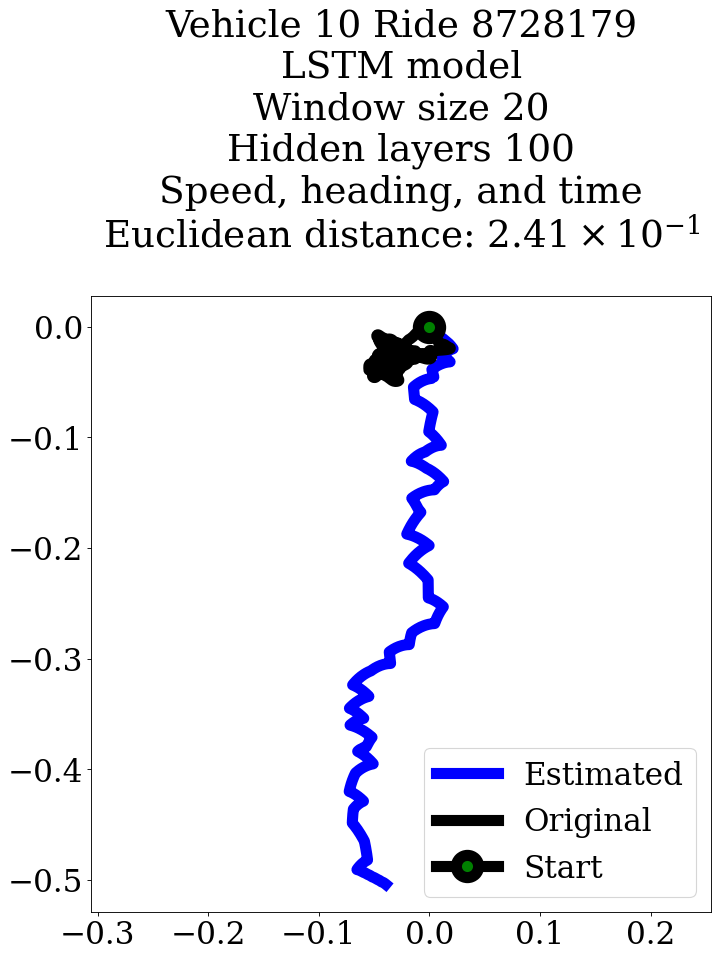 Vehicle 10 Ride 8728179
LSTM model
Window size 20
Hidden layers 100
Speed, heading, and time
Euclidean distance: 2.41 × 10⁻¹
0.0
−0.1
−0.2
−0.3
−0.4
−0.5
Estimated
Original
Start
−0.3 −0.2 −0.1 0.0 0.1 0.2